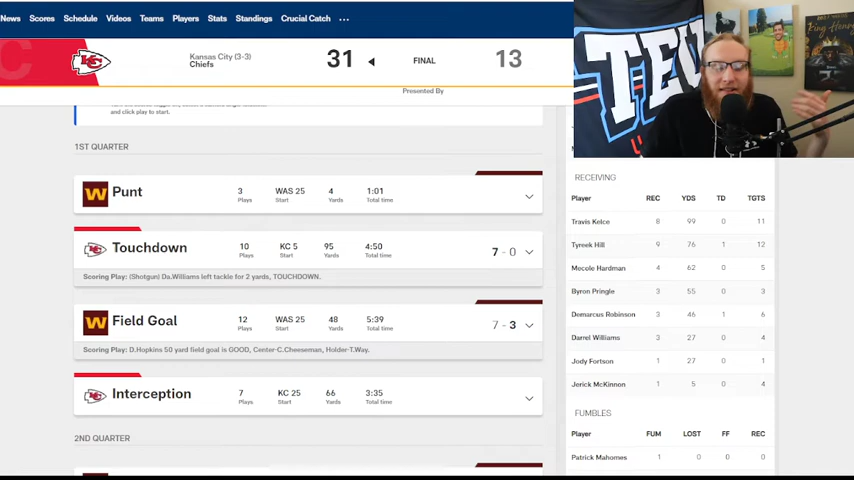 News Scores Schedule Videos Teams Players Stats Standings Crucial Catch ...
Kansas City (3-3)
Chiefs
31
FINAL
13
Presented By
and click play to start.
1ST QUARTER
Punt
3 WAS 25 4 1:01
Plays Start Yards Total time
Touchdown
10 KC 5 95 4:50
Plays Start Yards Total time
7 - 0
Scoring Play: (Shotgun) Da.Williams left tackle for 2 yards, TOUCHDOWN.
Field Goal
12 WAS 25 48 5:39
Plays Start Yards Total time
7 - 3
Scoring Play: D.Hopkins 50 yard field goal is GOOD, Center-C.Cheeseman, Holder-T.Way.
Interception
7 KC 25 66 3:35
Plays Start Yards Total time
2ND QUARTER
RECEIVING
Player REC YDS TD TGTS
Travis Kelce 8 99 0 11
Tyreek Hill 9 76 1 12
Mecole Hardman 4 62 0 5
Byron Pringle 3 55 0 3
Demarcus Robinson 3 46 1 6
Darrel Williams 3 27 0 4
Jody Fortson 1 27 0 1
Jerick McKinnon 1 5 0 4
FUMBLES
Player FUM LOST FF REC
Patrick Mahomes 1 0 0 0